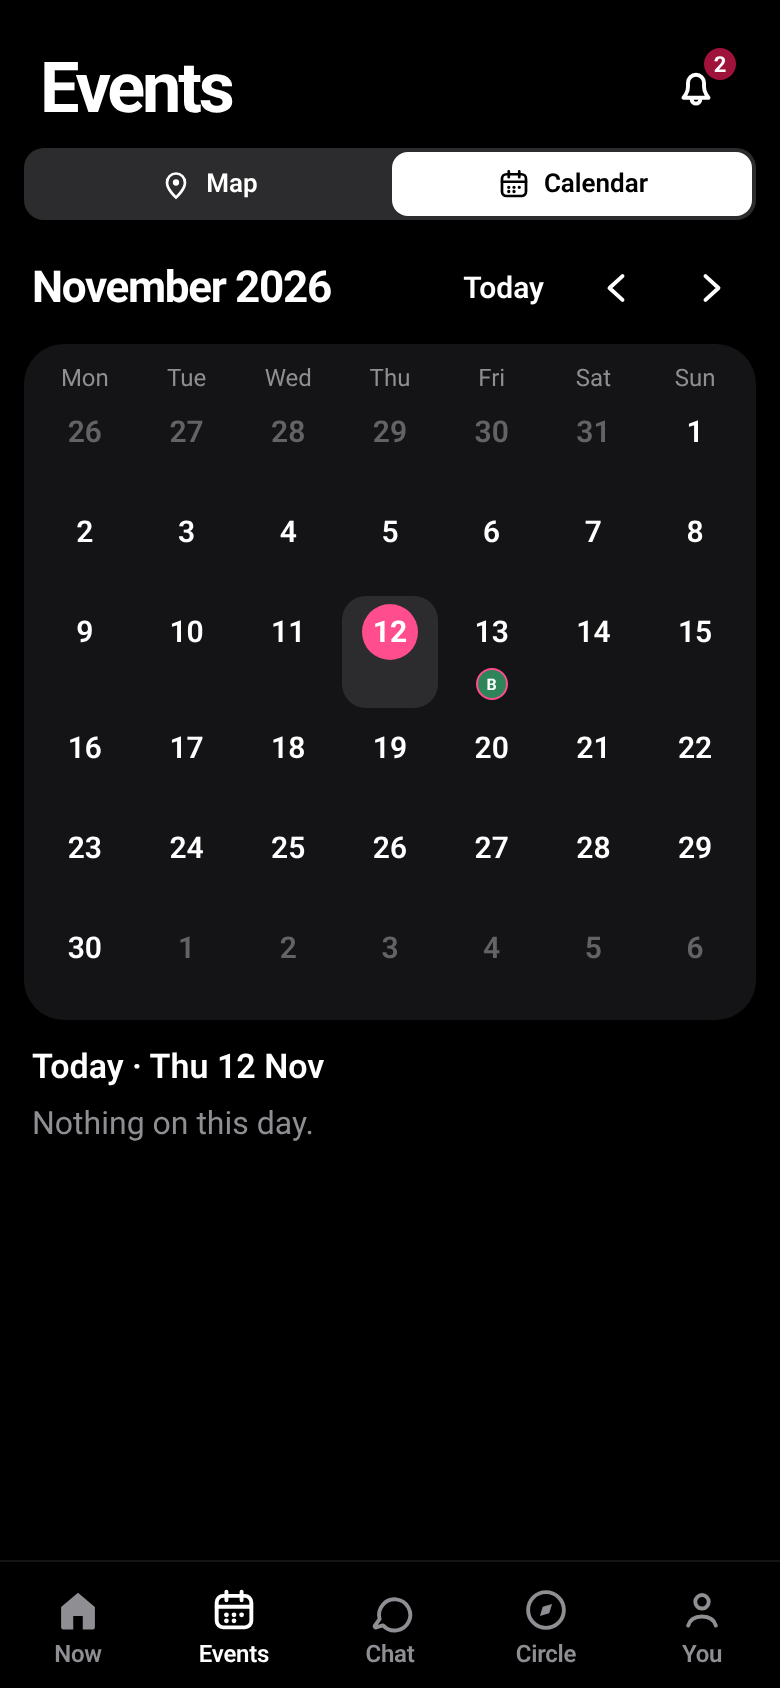 Events
2
Map Calendar
November 2026 Today
Mon Tue Wed Thu Fri Sat Sun
26 27 28 29 30 31 1
2 3 4 5 6 7 8
9 10 11 12 13 14 15
B
16 17 18 19 20 21 22
23 24 25 26 27 28 29
30 1 2 3 4 5 6
Today · Thu 12 Nov
Nothing on this day.
Now Events Chat Circle You